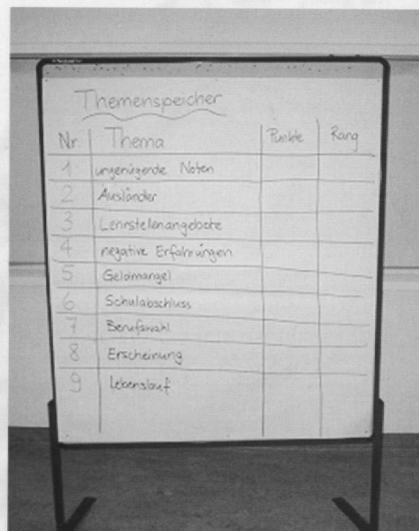 Themenspeicher
Nr. Thema Punkte Rang
1 ungenügende Noten
2 Ausländer
3 Lehrstellenangebote
4 negative Erfahrungen
5 Geldmangel
6 Schulabschluss
7 Berufswahl
8 Erscheinung
9 Lebenslauf